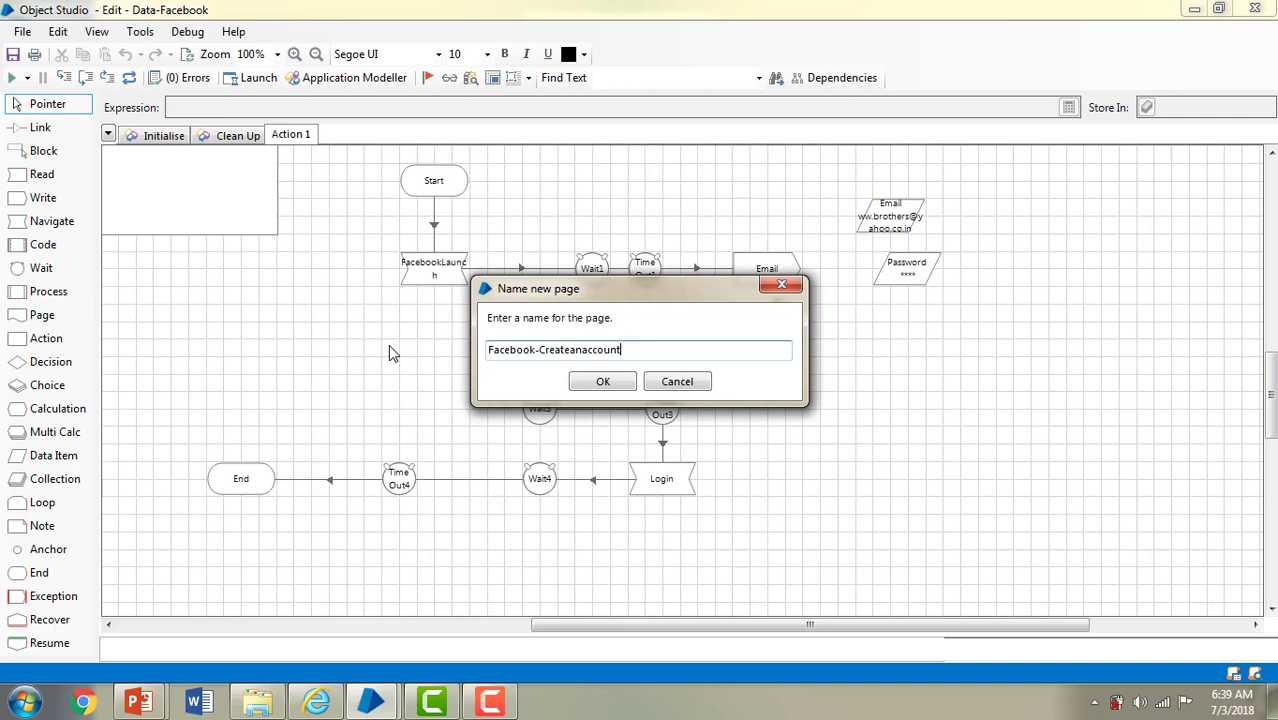 Object Studio - Edit - Data-Facebook
File Edit View Tools Debug Help
Zoom 100% Segoe UI 10 B I U
(0) Errors Launch Application Modeller Find Text Dependencies
Pointer
Link
Block
Read
Write
Navigate
Code
Wait
Process
Page
Action
Decision
Choice
Calculation
Multi Calc
Data Item
Collection
Loop
Note
Anchor
End
Exception
Recover
Resume
Expression: Store In:
Initialise Clean Up Action 1
Start
Email
ww.brothers@y
ahoo.co.in
FacebookLaunc
h
Wait1
Time
Email
Password
****
Name new page
Enter a name for the page.
Facebook-Createanaccount
OK Cancel
Out3
End
Time
Out4
Wait4
Login
6:39 AM
7/3/2018